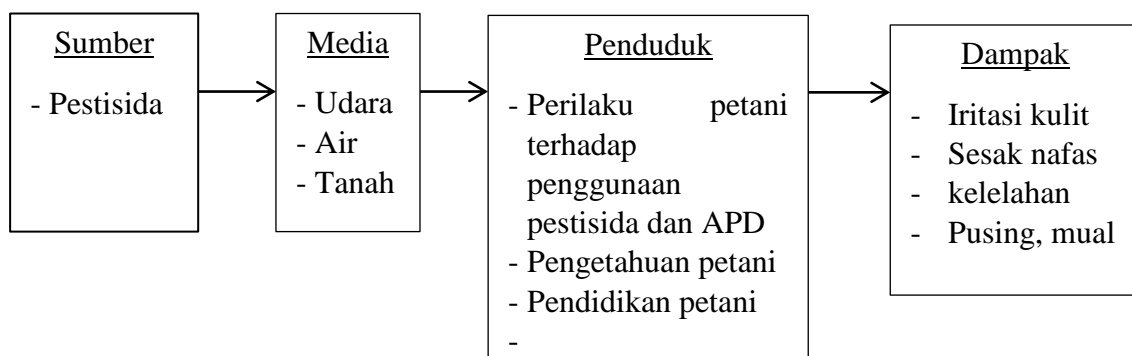 Sumber
- Pestisida
Media
- Udara
- Air
- Tanah
Penduduk
- Perilaku petani
terhadap
penggunaan
pestisida dan APD
- Pengetahuan petani
- Pendidikan petani
-
Dampak
- Iritasi kulit
- Sesak nafas
- kelelahan
- Pusing, mual